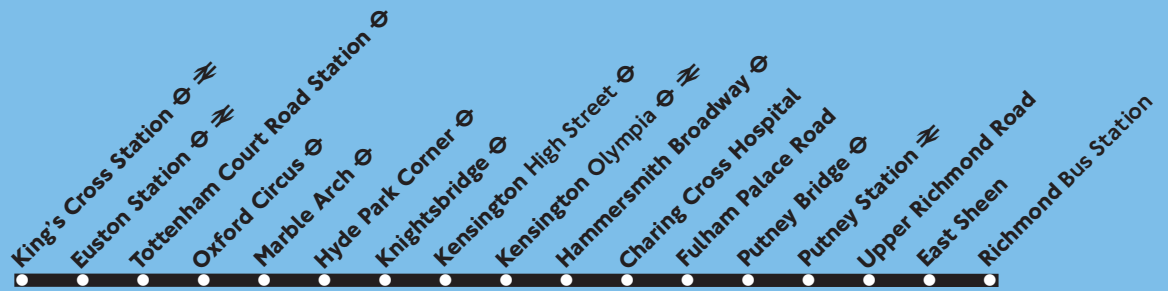 King's Cross Station
Euston Station
Tottenham Court Road Station
Oxford Circus
Marble Arch
Hyde Park Corner
Knightsbridge
Kensington High Street
Kensington Olympia
Hammersmith Broadway
Charing Cross Hospital
Fulham Palace Road
Putney Bridge
Putney Station
Upper Richmond Road
East Sheen
Richmond Bus Station